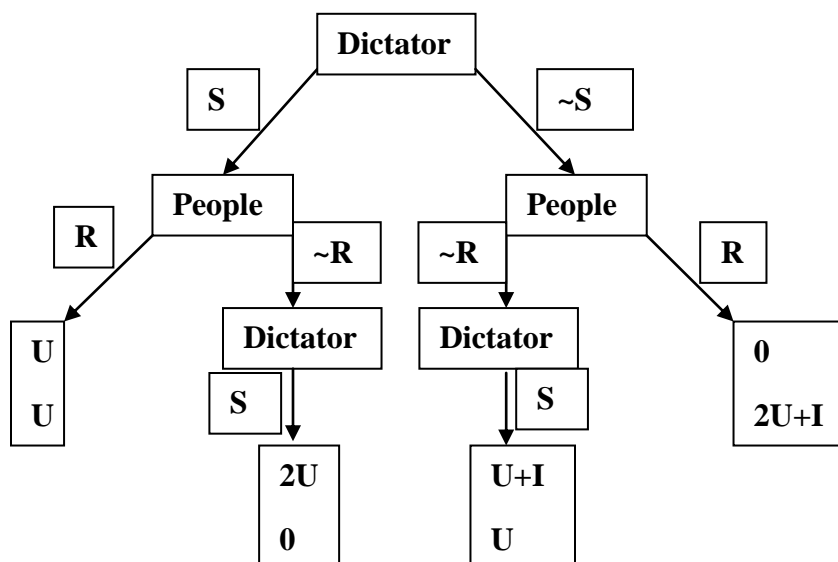 Dictator
S
~S
People
People
R
~R
~R
R
Dictator
Dictator
U
U
0
2U+I
S
S
2U
0
U+I
U